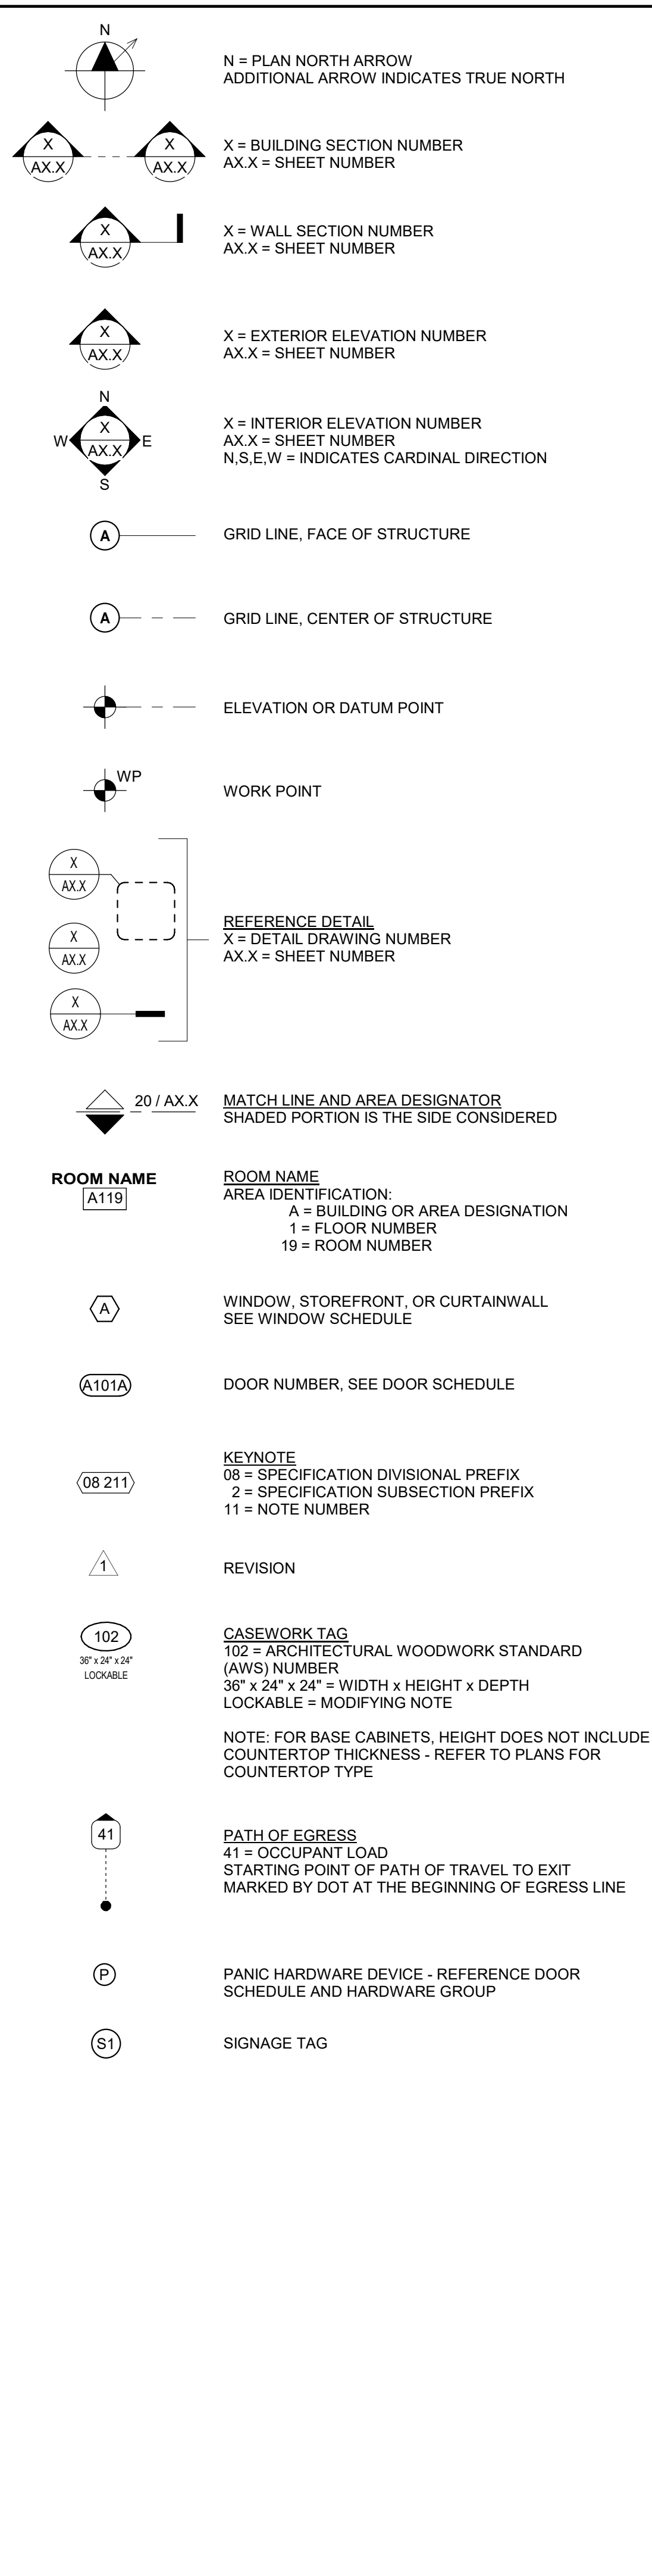 N
N = PLAN NORTH ARROW
ADDITIONAL ARROW INDICATES TRUE NORTH
X X
AX.X AX.X
X = BUILDING SECTION NUMBER
AX.X = SHEET NUMBER
X
AX.X
X = WALL SECTION NUMBER
AX.X = SHEET NUMBER
X
AX.X
X = EXTERIOR ELEVATION NUMBER
AX.X = SHEET NUMBER
N
X
W AX.X E
S
X = INTERIOR ELEVATION NUMBER
AX.X = SHEET NUMBER
N,S,E,W = INDICATES CARDINAL DIRECTION
A
GRID LINE, FACE OF STRUCTURE
A
GRID LINE, CENTER OF STRUCTURE
ELEVATION OR DATUM POINT
WP
WORK POINT
X
AX.X
X
AX.X
X
AX.X
REFERENCE DETAIL
X = DETAIL DRAWING NUMBER
AX.X = SHEET NUMBER
20 / AX.X
MATCH LINE AND AREA DESIGNATOR
SHADED PORTION IS THE SIDE CONSIDERED
ROOM NAME
A119
ROOM NAME
AREA IDENTIFICATION:
A = BUILDING OR AREA DESIGNATION
1 = FLOOR NUMBER
19 = ROOM NUMBER
A
WINDOW, STOREFRONT, OR CURTAINWALL
SEE WINDOW SCHEDULE
A101A
DOOR NUMBER, SEE DOOR SCHEDULE
08 211
KEYNOTE
08 = SPECIFICATION DIVISIONAL PREFIX
2 = SPECIFICATION SUBSECTION PREFIX
11 = NOTE NUMBER
1
REVISION
102
36" x 24" x 24"
LOCKABLE
CASEWORK TAG
102 = ARCHITECTURAL WOODWORK STANDARD
(AWS) NUMBER
36" x 24" x 24" = WIDTH x HEIGHT x DEPTH
LOCKABLE = MODIFYING NOTE
NOTE: FOR BASE CABINETS, HEIGHT DOES NOT INCLUDE
COUNTERTOP THICKNESS - REFER TO PLANS FOR
COUNTERTOP TYPE
41
PATH OF EGRESS
41 = OCCUPANT LOAD
STARTING POINT OF PATH OF TRAVEL TO EXIT
MARKED BY DOT AT THE BEGINNING OF EGRESS LINE
P
PANIC HARDWARE DEVICE - REFERENCE DOOR
SCHEDULE AND HARDWARE GROUP
S1
SIGNAGE TAG